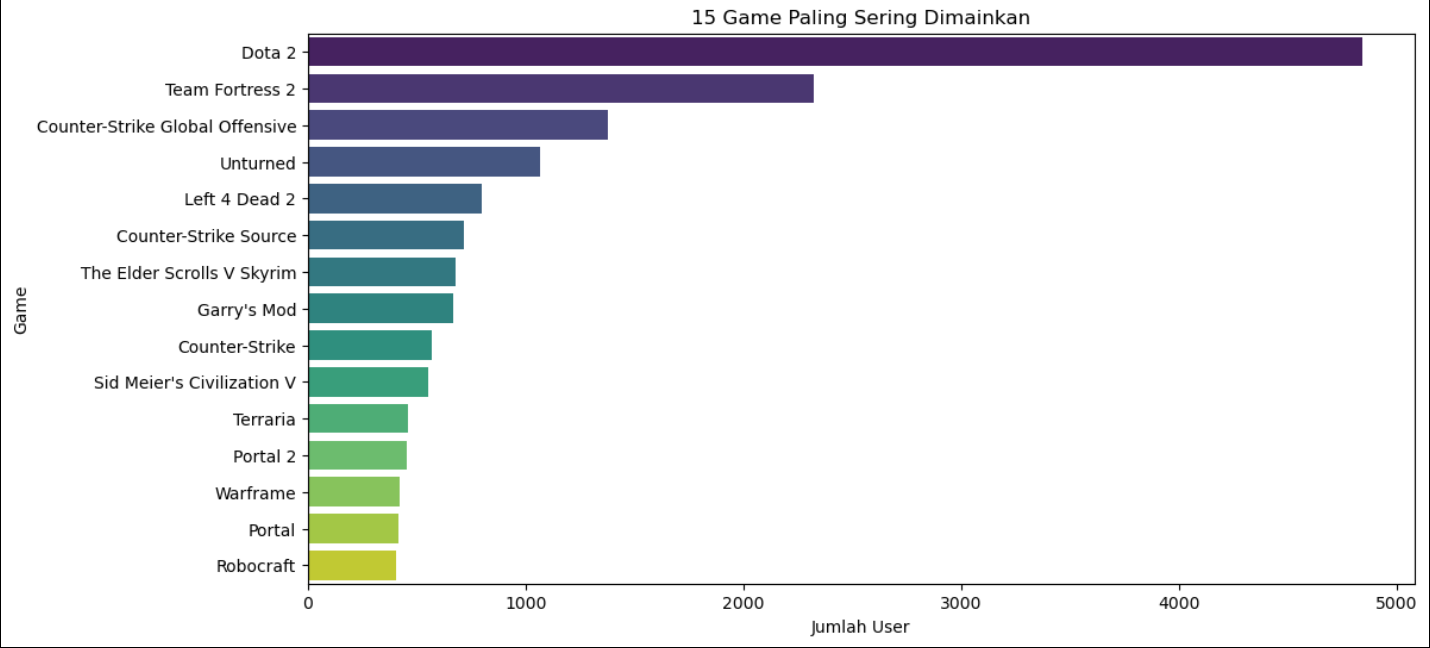 15 Game Paling Sering Dimainkan
Game
Dota 2
Team Fortress 2
Counter-Strike Global Offensive
Unturned
Left 4 Dead 2
Counter-Strike Source
The Elder Scrolls V Skyrim
Garry's Mod
Counter-Strike
Sid Meier's Civilization V
Terraria
Portal 2
Warframe
Portal
Robocraft
0 1000 2000 3000 4000 5000
Jumlah User